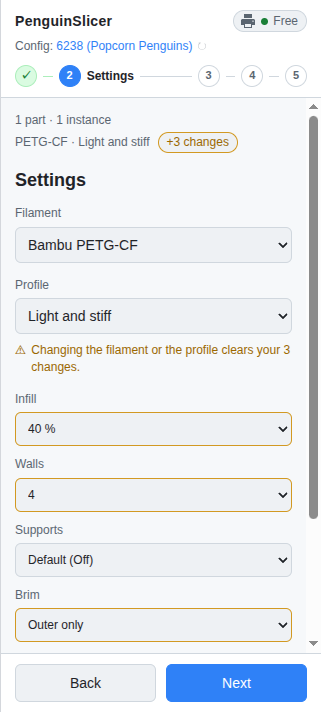 PenguinSlicer
Free
Config: 6238 (Popcorn Penguins)
✓ 2 Settings 3 4 5
1 part · 1 instance
PETG-CF · Light and stiff +3 changes
Settings
Filament
Bambu PETG-CF
Profile
Light and stiff
⚠ Changing the filament or the profile clears your 3
changes.
Infill
40 %
Walls
4
Supports
Default (Off)
Brim
Outer only
Back Next